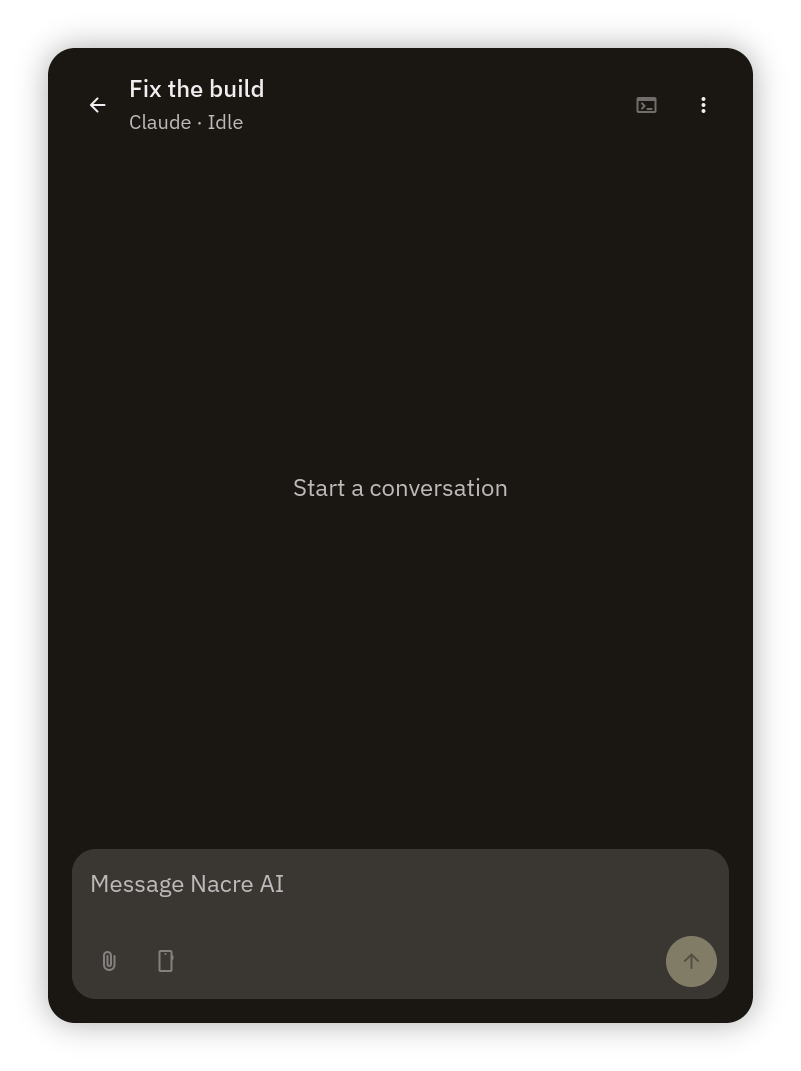 Fix the build
Claude · Idle
Start a conversation
Message Nacre AI